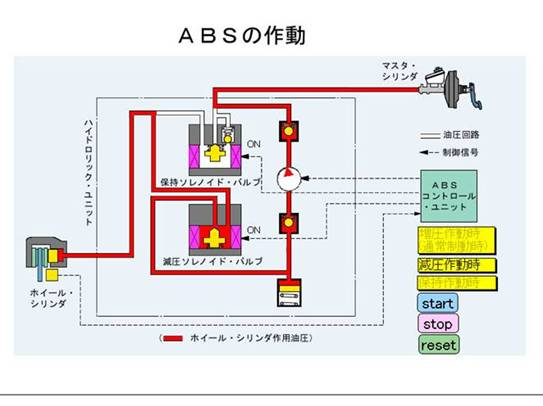 ABSの作動
マスタ・
シリンダ
油圧回路
制御信号
ハイドロリック・
ユニット
ON
保持ソレノイド・バルブ
ABS
コントロール
・ユニット
ON
減圧ソレノイド・バルブ
増圧作動時
(通常制動時)
減圧作動時
保持作動時
ホイール・
シリンダ
start
stop
reset
( ホイール・シリンダ作用油圧)